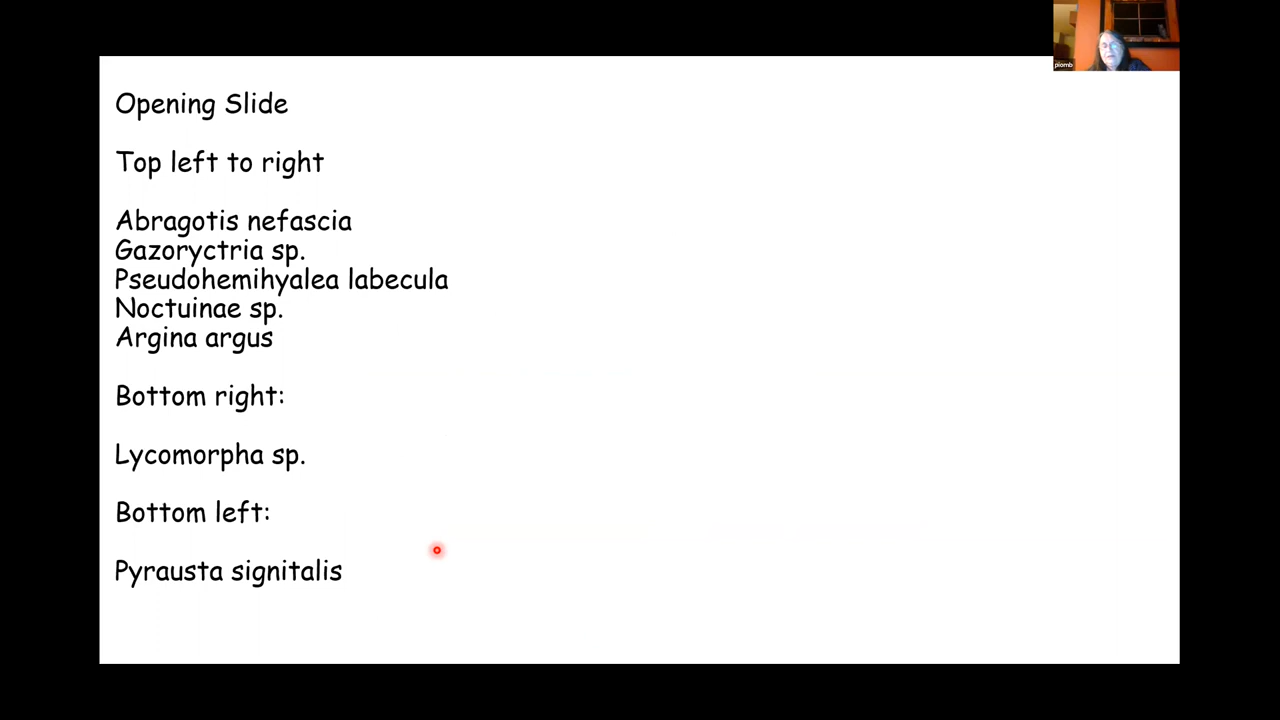 Opening Slide
Top left to right
Abragotis nefascia
Gazoryctria sp.
Pseudohemihyalea labecula
Noctuinae sp.
Argina argus
Bottom right:
Lycomorpha sp.
Bottom left:
Pyrausta signitalis
piomb